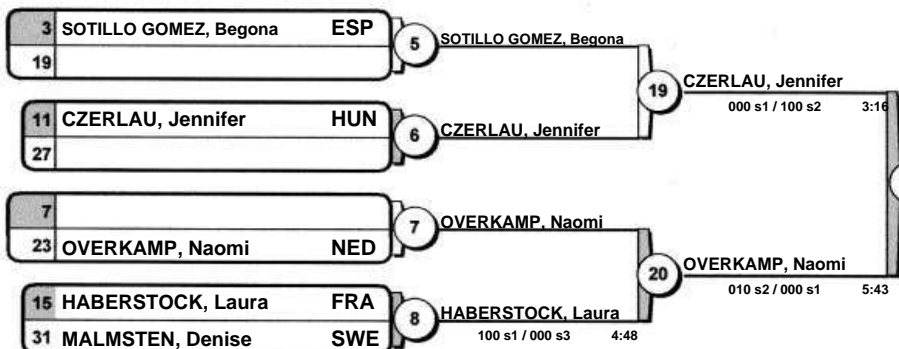 3 SOTILLO GOMEZ, Begona ESP
19
5
SOTILLO GOMEZ, Begona
11 CZERLAU, Jennifer HUN
27
6
CZERLAU, Jennifer
19
CZERLAU, Jennifer
000 s1 / 100 s2 3:16
7
23 OVERKAMP, Naomi NED
7
OVERKAMP, Naomi
15 HABERSTOCK, Laura FRA
31 MALMSTEN, Denise SWE
8
HABERSTOCK, Laura
100 s1 / 000 s3 4:48
20
OVERKAMP, Naomi
010 s2 / 000 s1 5:43